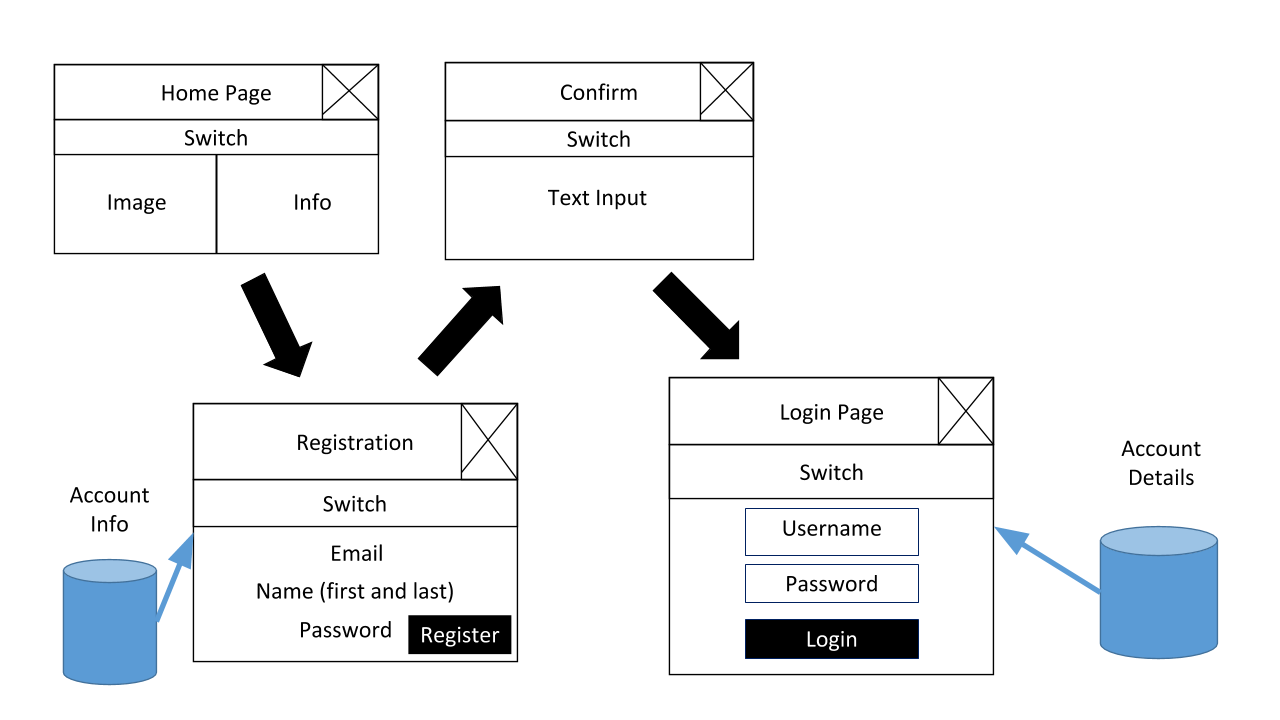 Home Page
Switch
Image
Info
Confirm
Switch
Text Input
Registration
Switch
Email
Name (first and last)
Password
Register
Account
Info
Login Page
Switch
Username
Password
Login
Account
Details